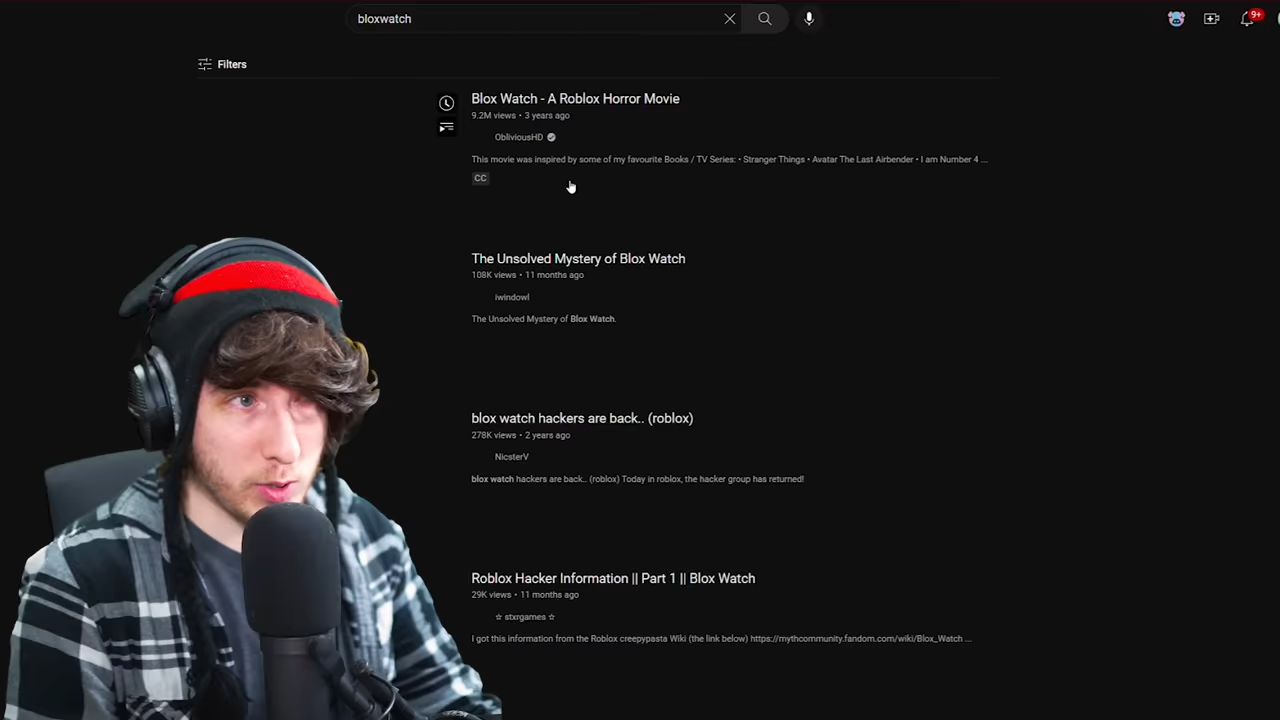 bloxwatch
9+
Filters
Blox Watch - A Roblox Horror Movie
9.2M views • 3 years ago
ObliviousHD
This movie was inspired by some of my favourite Books / TV Series: • Stranger Things • Avatar The Last Airbender • I am Number 4 ...
CC
The Unsolved Mystery of Blox Watch
108K views • 11 months ago
iwindowl
The Unsolved Mystery of Blox Watch.
blox watch hackers are back.. (roblox)
278K views • 2 years ago
NicsterV
blox watch hackers are back.. (roblox) Today in roblox, the hacker group has returned!
Roblox Hacker Information || Part 1 || Blox Watch
29K views • 11 months ago
☆ stxrgames ☆
I got this information from the Roblox creepypasta Wiki (the link below) https://mythcommunity.fandom.com/wiki/Blox_Watch ...